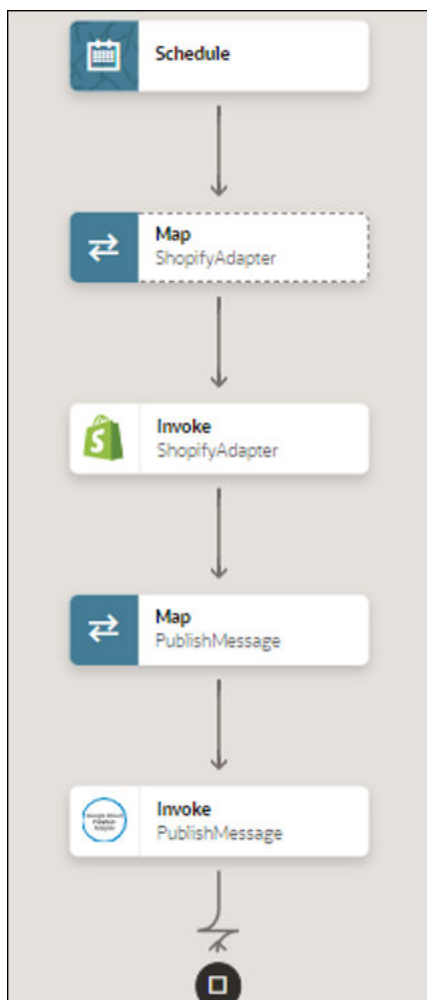 Schedule
Map
ShopifyAdapter
Invoke
ShopifyAdapter
Map
PublishMessage
Invoke
PublishMessage